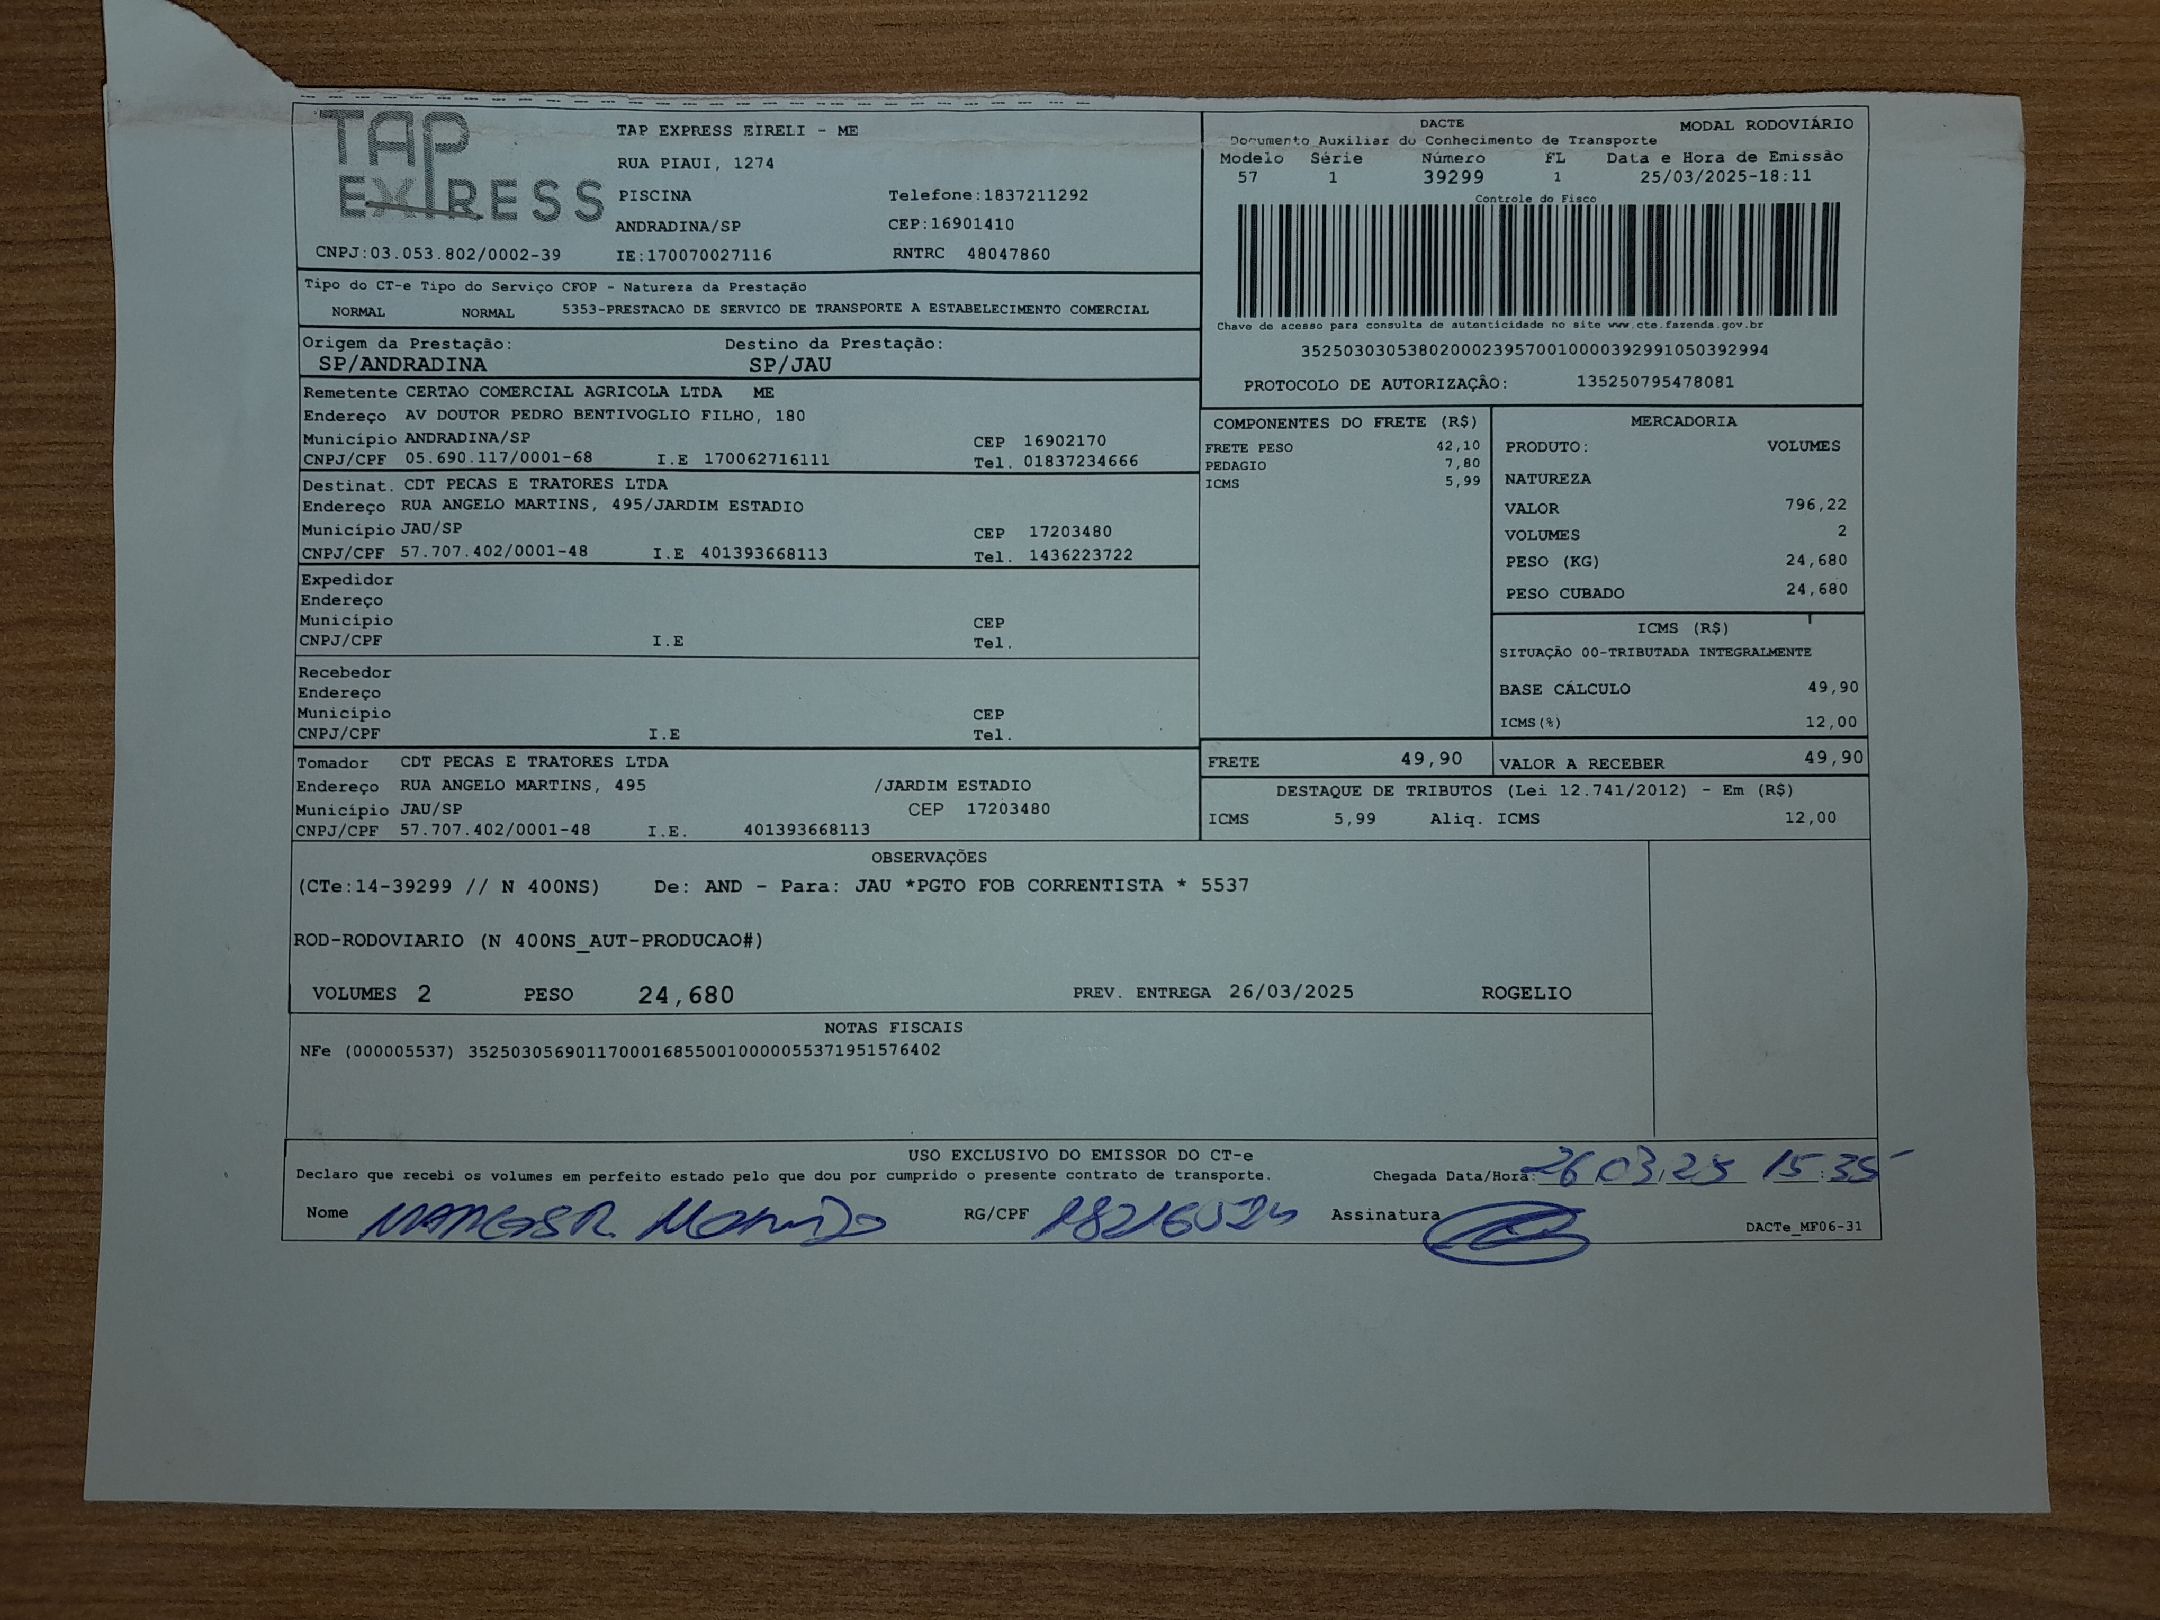 TAP EXPRESS
TAP EXPRESS EIRELI - ME
RUA PIAUI, 1274
PISCINA Telefone:1837211292
ANDRADINA/SP CEP:16901410
CNPJ:03.053.802/0002-39 IE:170070027116 RNTRC 48047860
DACTE MODAL RODOVIÁRIO
Documento Auxiliar do Conhecimento de Transporte
Modelo Série Número FL Data e Hora de Emissão
57 1 39299 1 25/03/2025-18:11
Controle do Fisco
Chave de acesso para consulta de autenticidade no site www.cte.fazenda.gov.br
35250303053802000239570010000392991050392994
PROTOCOLO DE AUTORIZAÇÂO: 135250795478081
Tipo do CT-e Tipo do Serviço CFOP - Natureza da Prestação
NORMAL NORMAL 5353-PRESTACAO DE SERVICO DE TRANSPORTE A ESTABELECIMENTO COMERCIAL
Origem da Prestação: Destino da Prestação:
SP/ANDRADINA SP/JAU
Remetente CERTAO COMERCIAL AGRICOLA LTDA ME
Endereço AV DOUTOR PEDRO BENTIVOGLIO FILHO, 180
Município ANDRADINA/SP CEP 16902170
CNPJ/CPF 05.690.117/0001-68 I.E 170062716111 Tel. 01837234666
Destinat. CDT PECAS E TRATORES LTDA
Endereço RUA ANGELO MARTINS, 495/JARDIM ESTADIO
Município JAU/SP CEP 17203480
CNPJ/CPF 57.707.402/0001-48 I.E 401393668113 Tel. 1436223722
Expedidor
Endereço
Município CEP
CNPJ/CPF I.E Tel.
Recebedor
Endereço
Município CEP
CNPJ/CPF I.E Tel.
Tomador CDT PECAS E TRATORES LTDA
Endereço RUA ANGELO MARTINS, 495 /JARDIM ESTADIO
Município JAU/SP CEP 17203480
CNPJ/CPF 57.707.402/0001-48 I.E. 401393668113
COMPONENTES DO FRETE (R$)
FRETE PESO 42,10
PEDAGIO 7,80
ICMS 5,99
MERCADORIA
PRODUTO: VOLUMES
NATUREZA
VALOR 796,22
VOLUMES 2
PESO (KG) 24,680
PESO CUBADO 24,680
ICMS (R$)
SITUAÇÃO 00-TRIBUTADA INTEGRALMENTE
BASE CÁLCULO 49,90
ICMS(%) 12,00
FRETE 49,90 VALOR A RECEBER 49,90
DESTAQUE DE TRIBUTOS (Lei 12.741/2012) - Em (R$)
ICMS 5,99 Aliq. ICMS 12,00
OBSERVAÇÕES
(CTe:14-39299 // N 400NS) De: AND - Para: JAU *PGTO FOB CORRENTISTA * 5537
ROD-RODOVIARIO (N 400NS_AUT-PRODUCAO#)
VOLUMES 2 PESO 24,680 PREV. ENTREGA 26/03/2025 ROGELIO
NOTAS FISCAIS
NFe (000005537) 35250305690117000168550010000055371951576402
USO EXCLUSIVO DO EMISSOR DO CT-e
Declaro que recebi os volumes em perfeito estado pelo que dou por cumprido o presente contrato de transporte. Chegada Data/Hora: 26 03.25 15:35
Nome RG/CPF Assinatura
DACTe_MF06-31